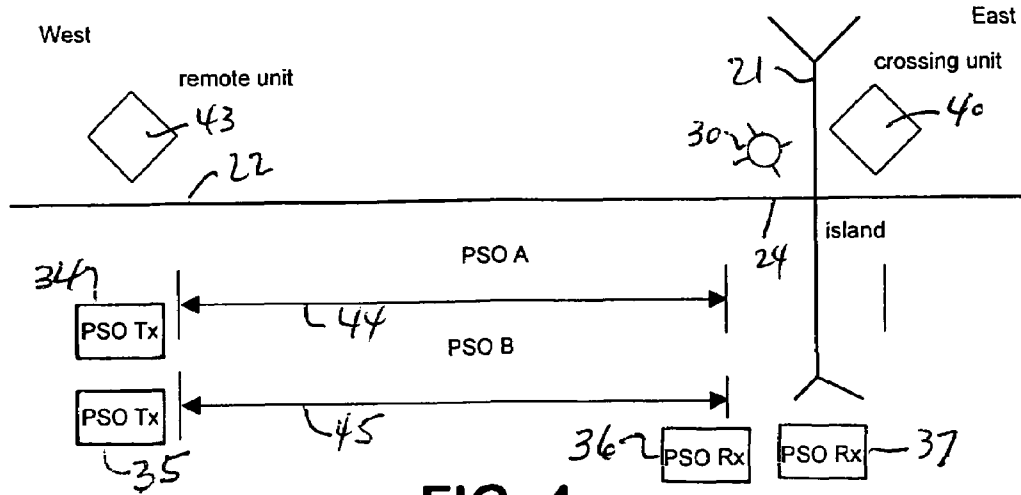 West
East
remote unit
21
crossing unit
43
30
40
22
island
24
PSO A
34
PSO Tx
44
PSO B
PSO Tx
45
35
36
PSO Rx
PSO Rx
37